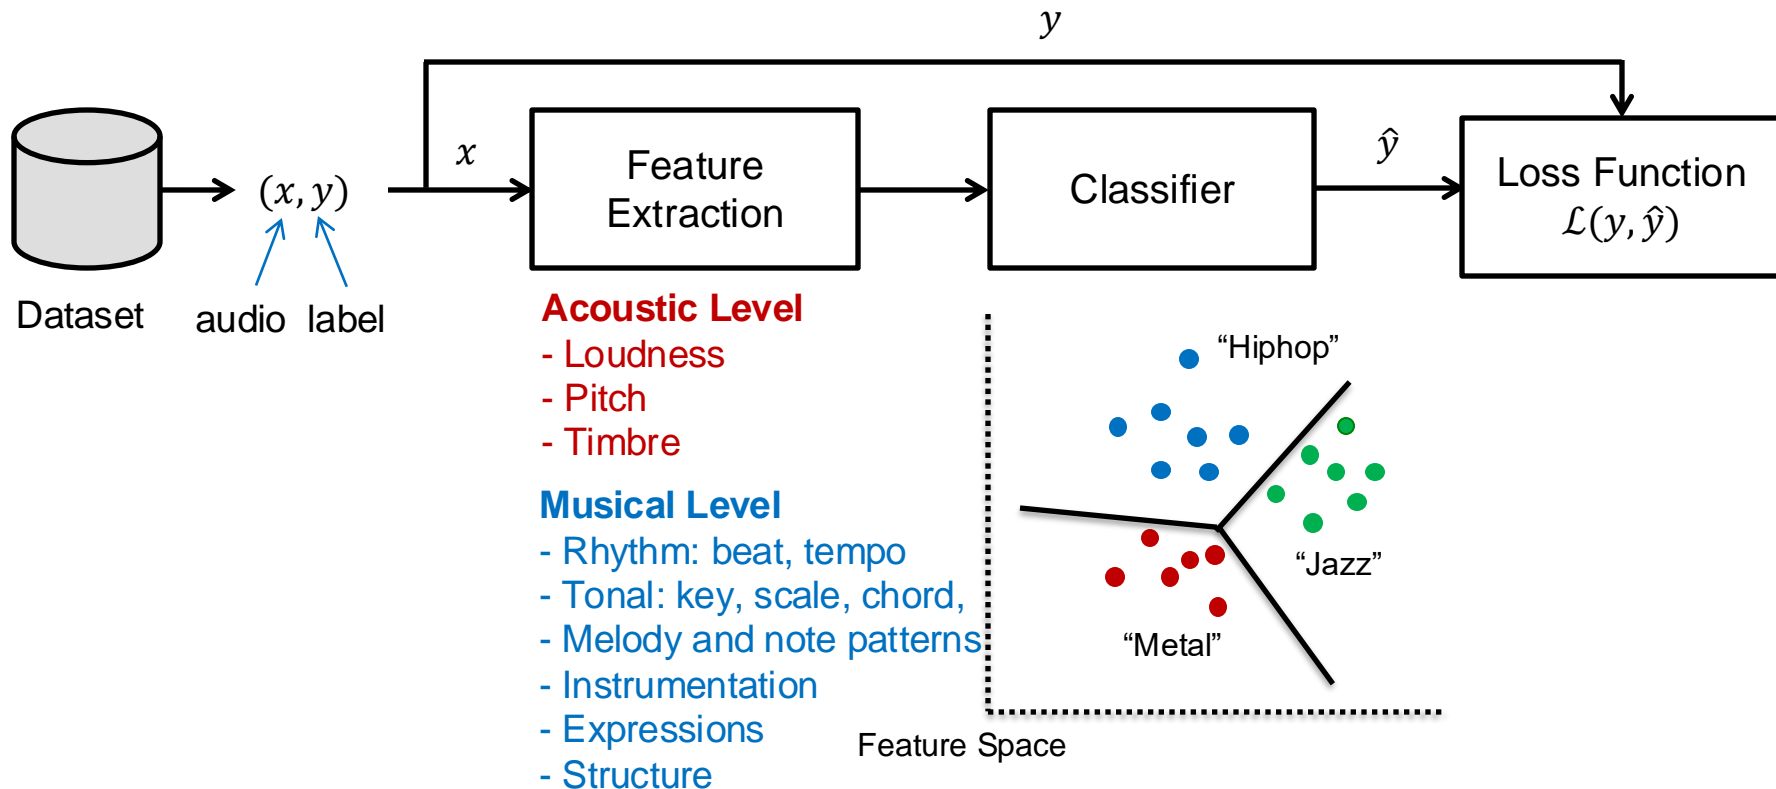 y
x
Feature
Extraction
Classifier
ŷ
Loss Function
ℒ(y, ŷ)
(x, y)
Dataset
audio label
Acoustic Level
- Loudness
- Pitch
- Timbre
Musical Level
- Rhythm: beat, tempo
- Tonal: key, scale, chord,
- Melody and note patterns
- Instrumentation
- Expressions
- Structure
“Hiphop”
“Jazz”
“Metal”
Feature Space